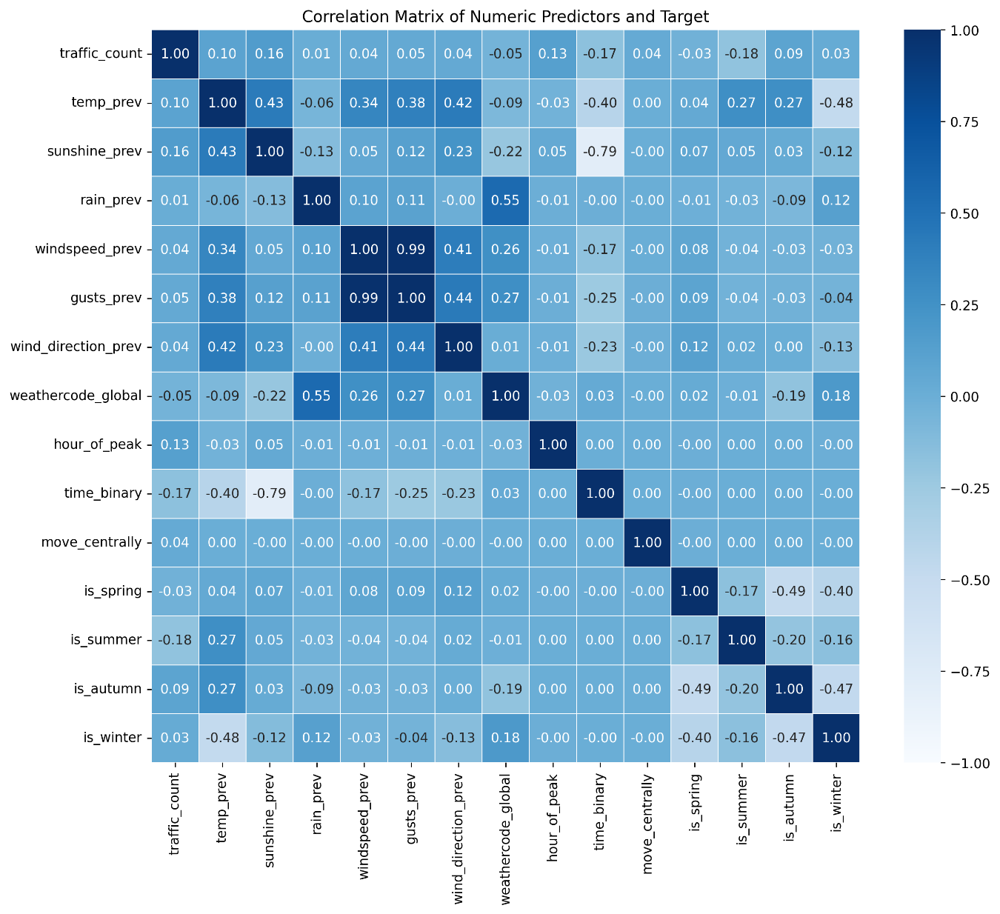 Correlation Matrix of Numeric Predictors and Target
traffic_count 1.00 0.10 0.16 0.01 0.04 0.05 0.04 -0.05 0.13 -0.17 0.04 -0.03 -0.18 0.09 0.03
temp_prev 0.10 1.00 0.43 -0.06 0.34 0.38 0.42 -0.09 -0.03 -0.40 0.00 0.04 0.27 0.27 -0.48
sunshine_prev 0.16 0.43 1.00 -0.13 0.05 0.12 0.23 -0.22 0.05 -0.79 -0.00 0.07 0.05 0.03 -0.12
rain_prev 0.01 -0.06 -0.13 1.00 0.10 0.11 -0.00 0.55 -0.01 -0.00 -0.00 -0.01 -0.03 -0.09 0.12
windspeed_prev 0.04 0.34 0.05 0.10 1.00 0.99 0.41 0.26 -0.01 -0.17 -0.00 0.08 -0.04 -0.03 -0.03
gusts_prev 0.05 0.38 0.12 0.11 0.99 1.00 0.44 0.27 -0.01 -0.25 -0.00 0.09 -0.04 -0.03 -0.04
wind_direction_prev 0.04 0.42 0.23 -0.00 0.41 0.44 1.00 0.01 -0.01 -0.23 -0.00 0.12 0.02 0.00 -0.13
weathercode_global -0.05 -0.09 -0.22 0.55 0.26 0.27 0.01 1.00 -0.03 0.03 -0.00 0.02 -0.01 -0.19 0.18
hour_of_peak 0.13 -0.03 0.05 -0.01 -0.01 -0.01 -0.01 -0.03 1.00 0.00 0.00 -0.00 0.00 0.00 -0.00
time_binary -0.17 -0.40 -0.79 -0.00 -0.17 -0.25 -0.23 0.03 0.00 1.00 0.00 -0.00 0.00 0.00 -0.00
move_centrally 0.04 0.00 -0.00 -0.00 -0.00 -0.00 -0.00 -0.00 0.00 0.00 1.00 -0.00 0.00 0.00 -0.00
is_spring -0.03 0.04 0.07 -0.01 0.08 0.09 0.12 0.02 -0.00 -0.00 -0.00 1.00 -0.17 -0.49 -0.40
is_summer -0.18 0.27 0.05 -0.03 -0.04 -0.04 0.02 -0.01 0.00 0.00 0.00 -0.17 1.00 -0.20 -0.16
is_autumn 0.09 0.27 0.03 -0.09 -0.03 -0.03 0.00 -0.19 0.00 0.00 0.00 -0.49 -0.20 1.00 -0.47
is_winter 0.03 -0.48 -0.12 0.12 -0.03 -0.04 -0.13 0.18 -0.00 -0.00 -0.00 -0.40 -0.16 -0.47 1.00
traffic_count
temp_prev
sunshine_prev
rain_prev
windspeed_prev
gusts_prev
wind_direction_prev
weathercode_global
hour_of_peak
time_binary
move_centrally
is_spring
is_summer
is_autumn
is_winter
1.00
0.75
0.50
0.25
0.00
−0.25
−0.50
−0.75
−1.00